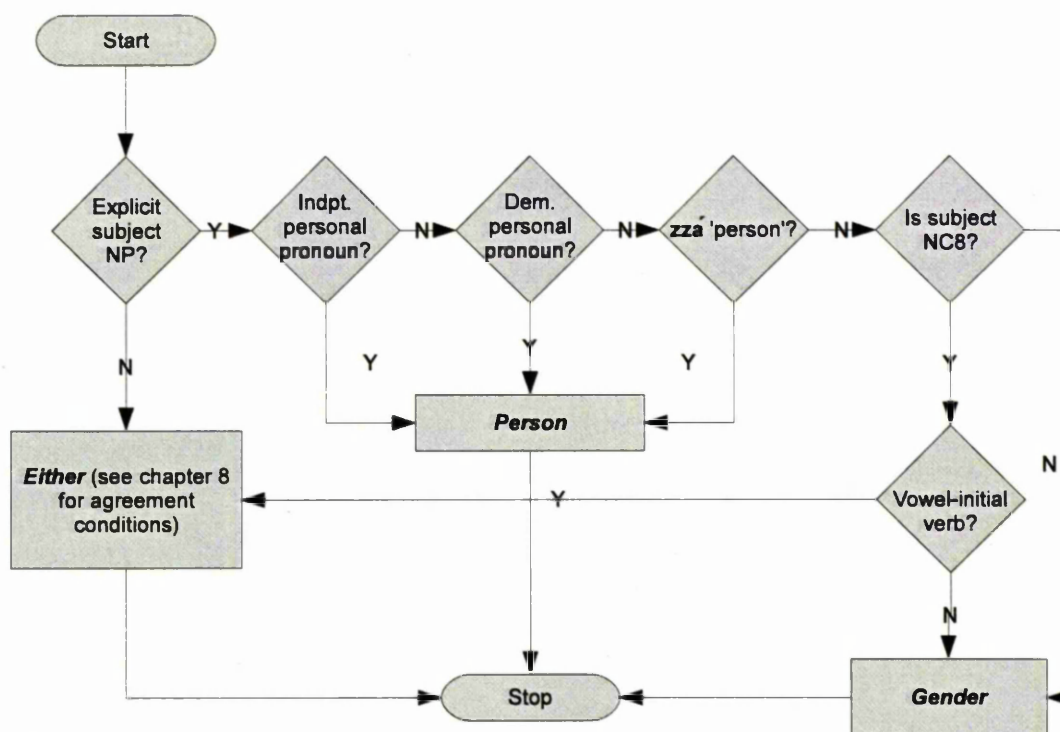 Start
Explicit
subject
NP?
Y
Indpt.
personal
pronoun?
N
Dem.
personal
pronoun?
N
zzá 'person'?
N
Is subject
NC8?
N
Y
Y
Y
Y
N
Person
Either (see chapter 8
for agreement
conditions)
Y
Vowel-initial
verb?
N
Stop
Gender